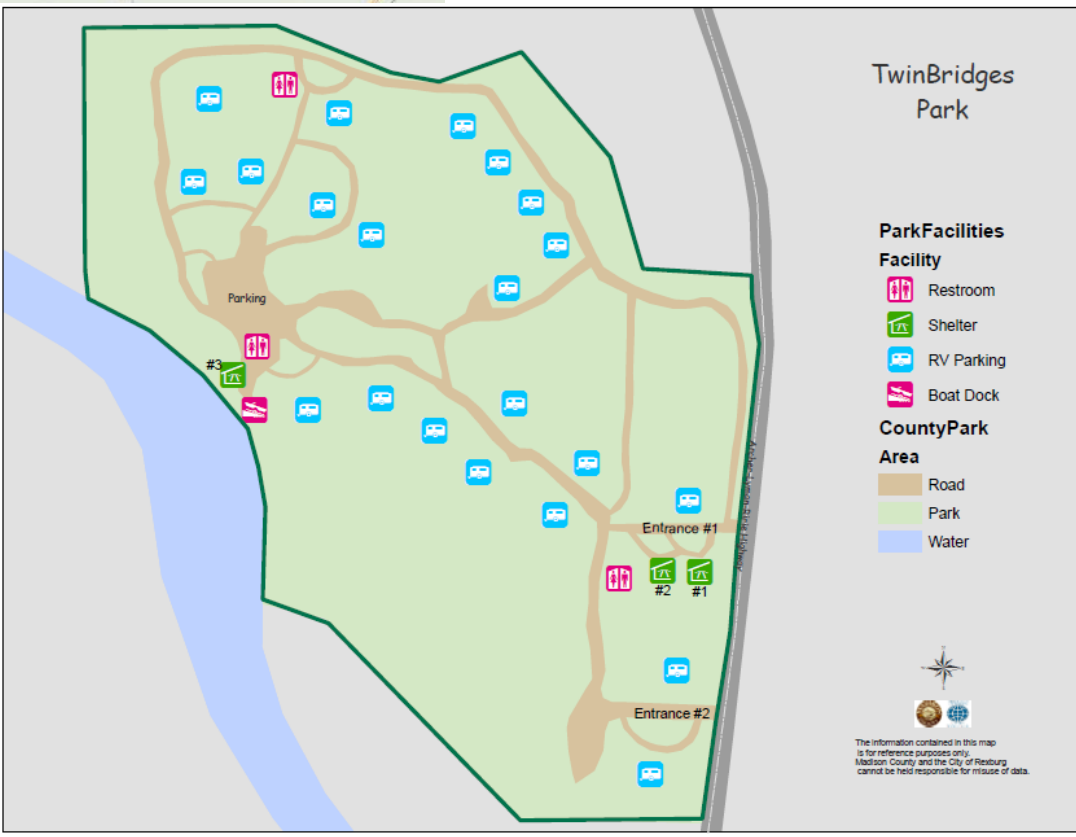 TwinBridges
Park
ParkFacilities
Facility
Restroom
Shelter
RV Parking
Boat Dock
CountyPark
Area
Road
Park
Water
Parking
#3
Entrance #1
#2
#1
Entrance #2
Highway
The information contained in this map
is for reference purposes only.
Madison County and the City of Rexburg
cannot be held responsible for misuse of data.